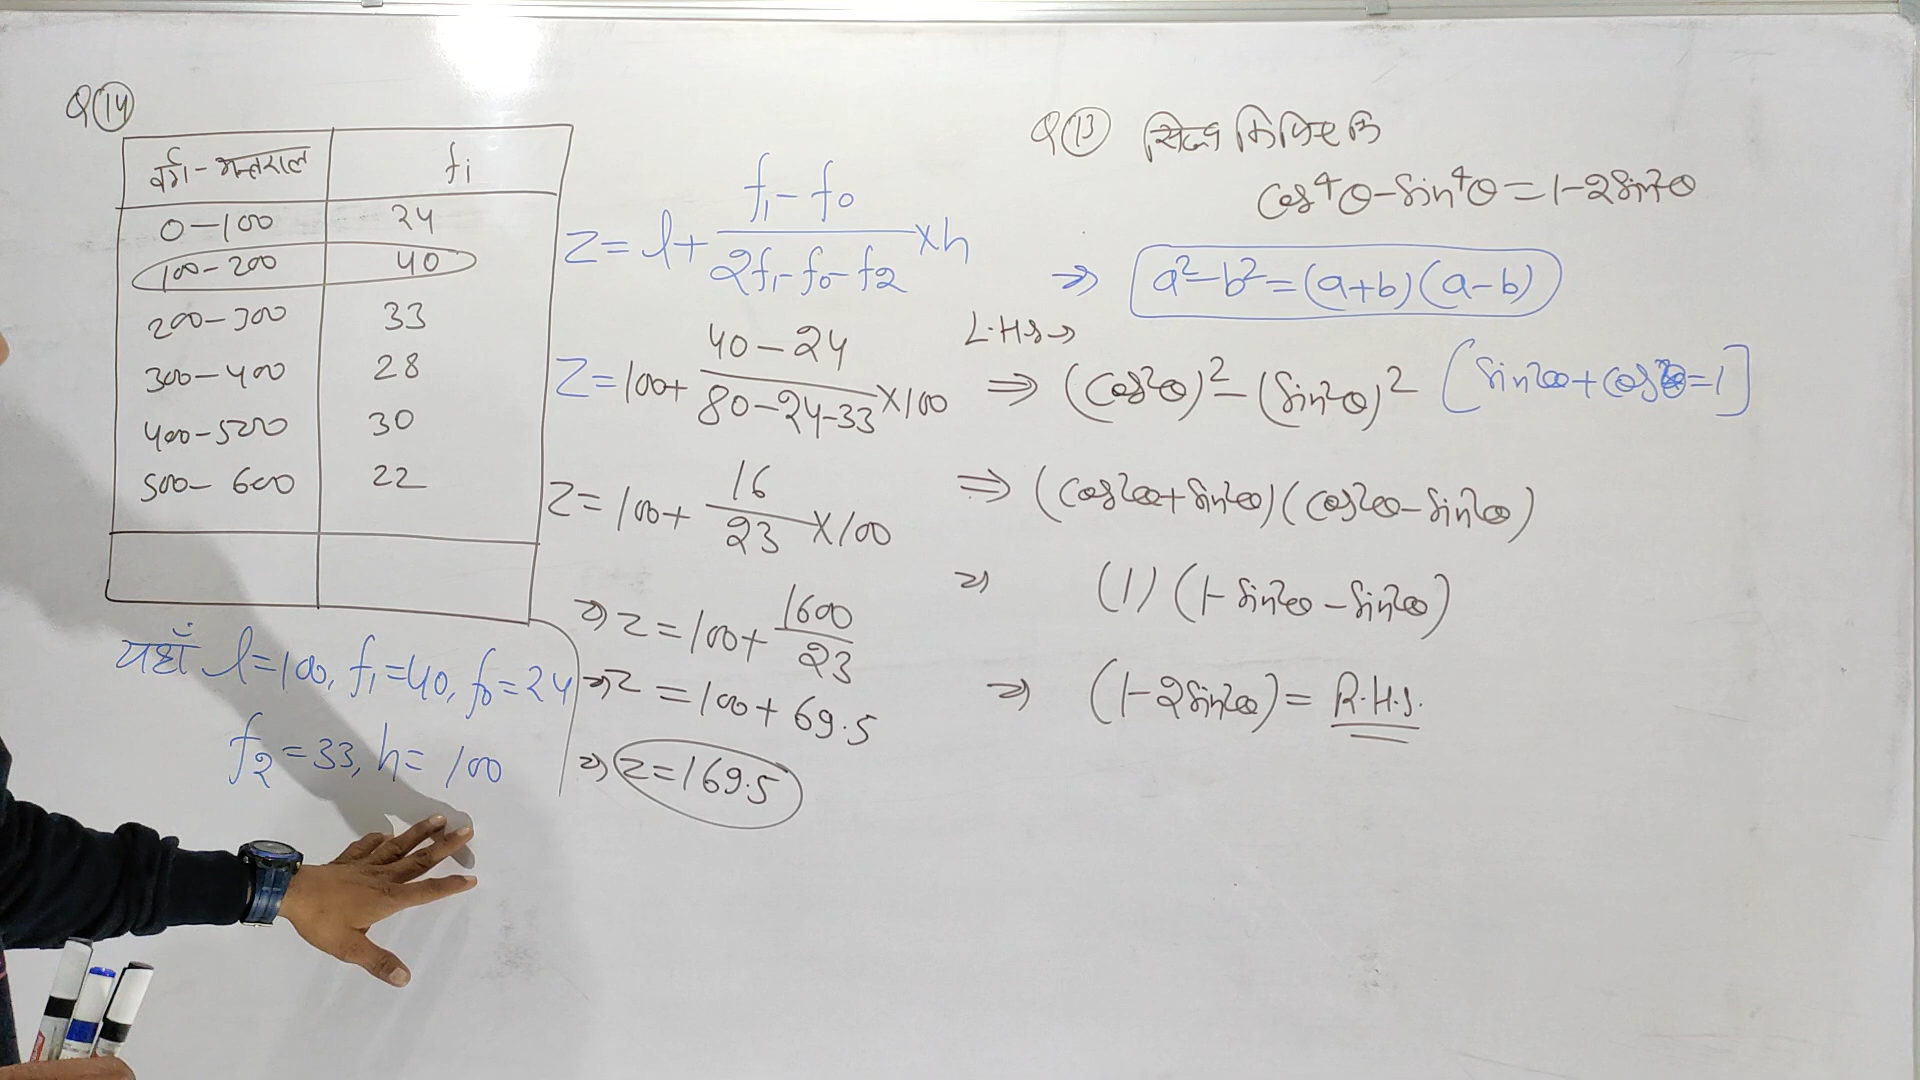 Q 14
वर्ग-अन्तराल fi
0-100 24
100-200 40
200-300 33
300-400 28
400-500 30
500-600 22
यहाँ l=100, f₁=40, f₀=24
f₂=33, h=100
Z = l + (f₁-f₀)/(2f₁-f₀-f₂) × h
Z = 100 + (40-24)/(80-24-33) × 100
Z = 100 + 16/23 × 100
⇒ Z = 100 + 1600/23
⇒ Z = 100 + 69.5
⇒ Z = 169.5
Q 13 सिद्ध कीजिए कि
cos⁴θ - sin⁴θ = 1 - 2sin²θ
⇒ a²-b² = (a+b)(a-b)
L.H.S →
⇒ (cos²θ)² - (sin²θ)² [sin²θ + cos²θ = 1]
⇒ (cos²θ + sin²θ)(cos²θ - sin²θ)
⇒ (1)(1 - sin²θ - sin²θ)
⇒ (1 - 2sin²θ) = R.H.S.